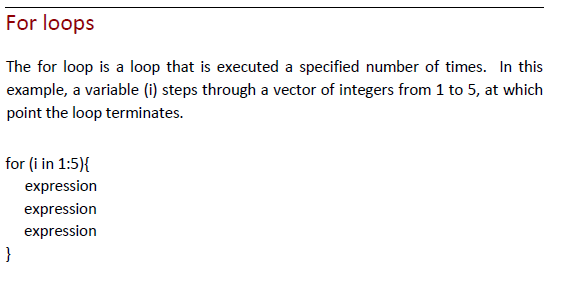 For loops
The for loop is a loop that is executed a specified number of times. In this
example, a variable (i) steps through a vector of integers from 1 to 5, at which
point the loop terminates.
for (i in 1:5){
expression
expression
expression
}